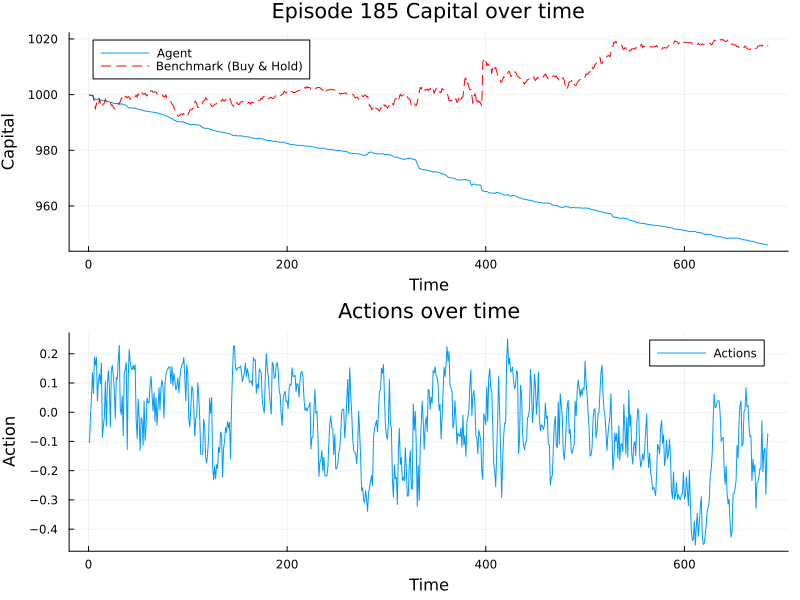 Episode 185 Capital over time
Capital
1020
1000
980
960
Agent
Benchmark (Buy & Hold)
0 200 400 600
Time
Actions over time
Action
0.2
0.1
0.0
−0.1
−0.2
−0.3
−0.4
Actions
0 200 400 600
Time